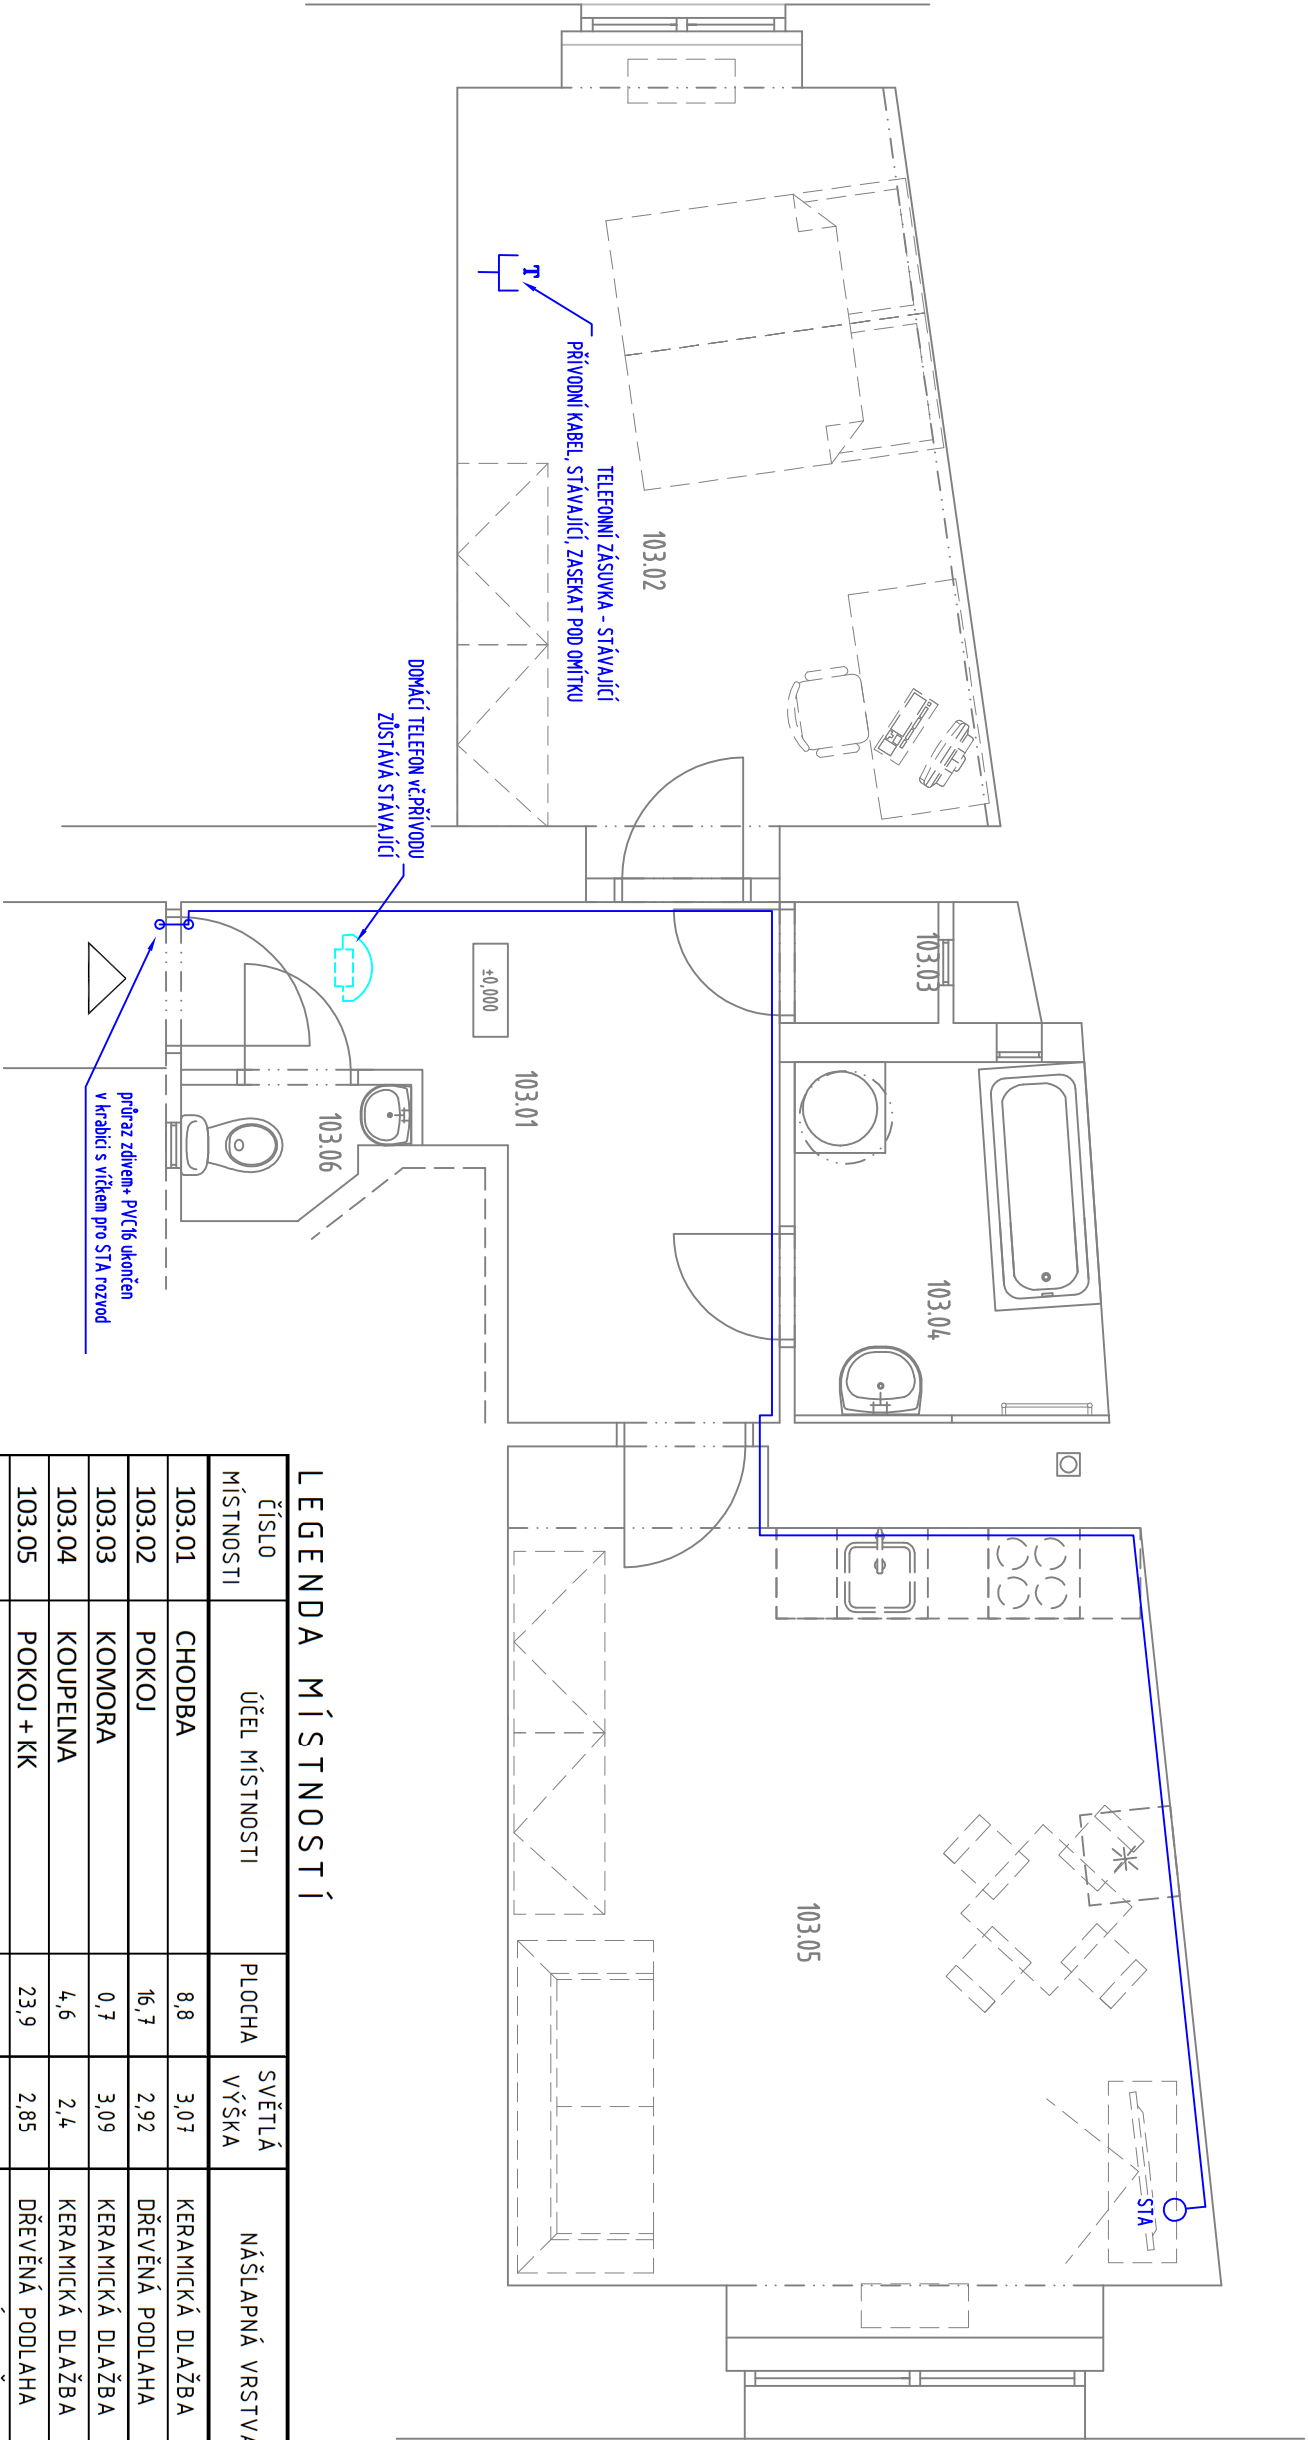 103.02
T
TELEFONNÍ ZÁSUVKA - STÁVAJÍCÍ
PŘÍVODNÍ KABEL, STÁVAJÍCÍ, ZASEKAT POD OMÍTKU
DOMÁCÍ TELEFON vč.PŘÍVODU
ZŮSTÁVÁ STÁVAJÍCÍ
103.03
±0,000
103.01
103.06
103.04
průraz zdivem+ PVC16 ukončen
v krabici s víčkem pro STA rozvod
103.05
STA
LEGENDA MÍSTNOSTÍ
ČÍSLO MÍSTNOSTI ÚČEL MÍSTNOSTI PLOCHA SVĚTLÁ VÝŠKA NÁŠLAPNÁ VRSTVA
103.01 CHODBA 8,8 3,07 KERAMICKÁ DLAŽBA
103.02 POKOJ 16,7 2,92 DŘEVĚNÁ PODLAHA
103.03 KOMORA 0,7 3,09 KERAMICKÁ DLAŽBA
103.04 KOUPELNA 4,6 2,4 KERAMICKÁ DLAŽBA
103.05 POKOJ + KK 23,9 2,85 DŘEVĚNÁ PODLAHA